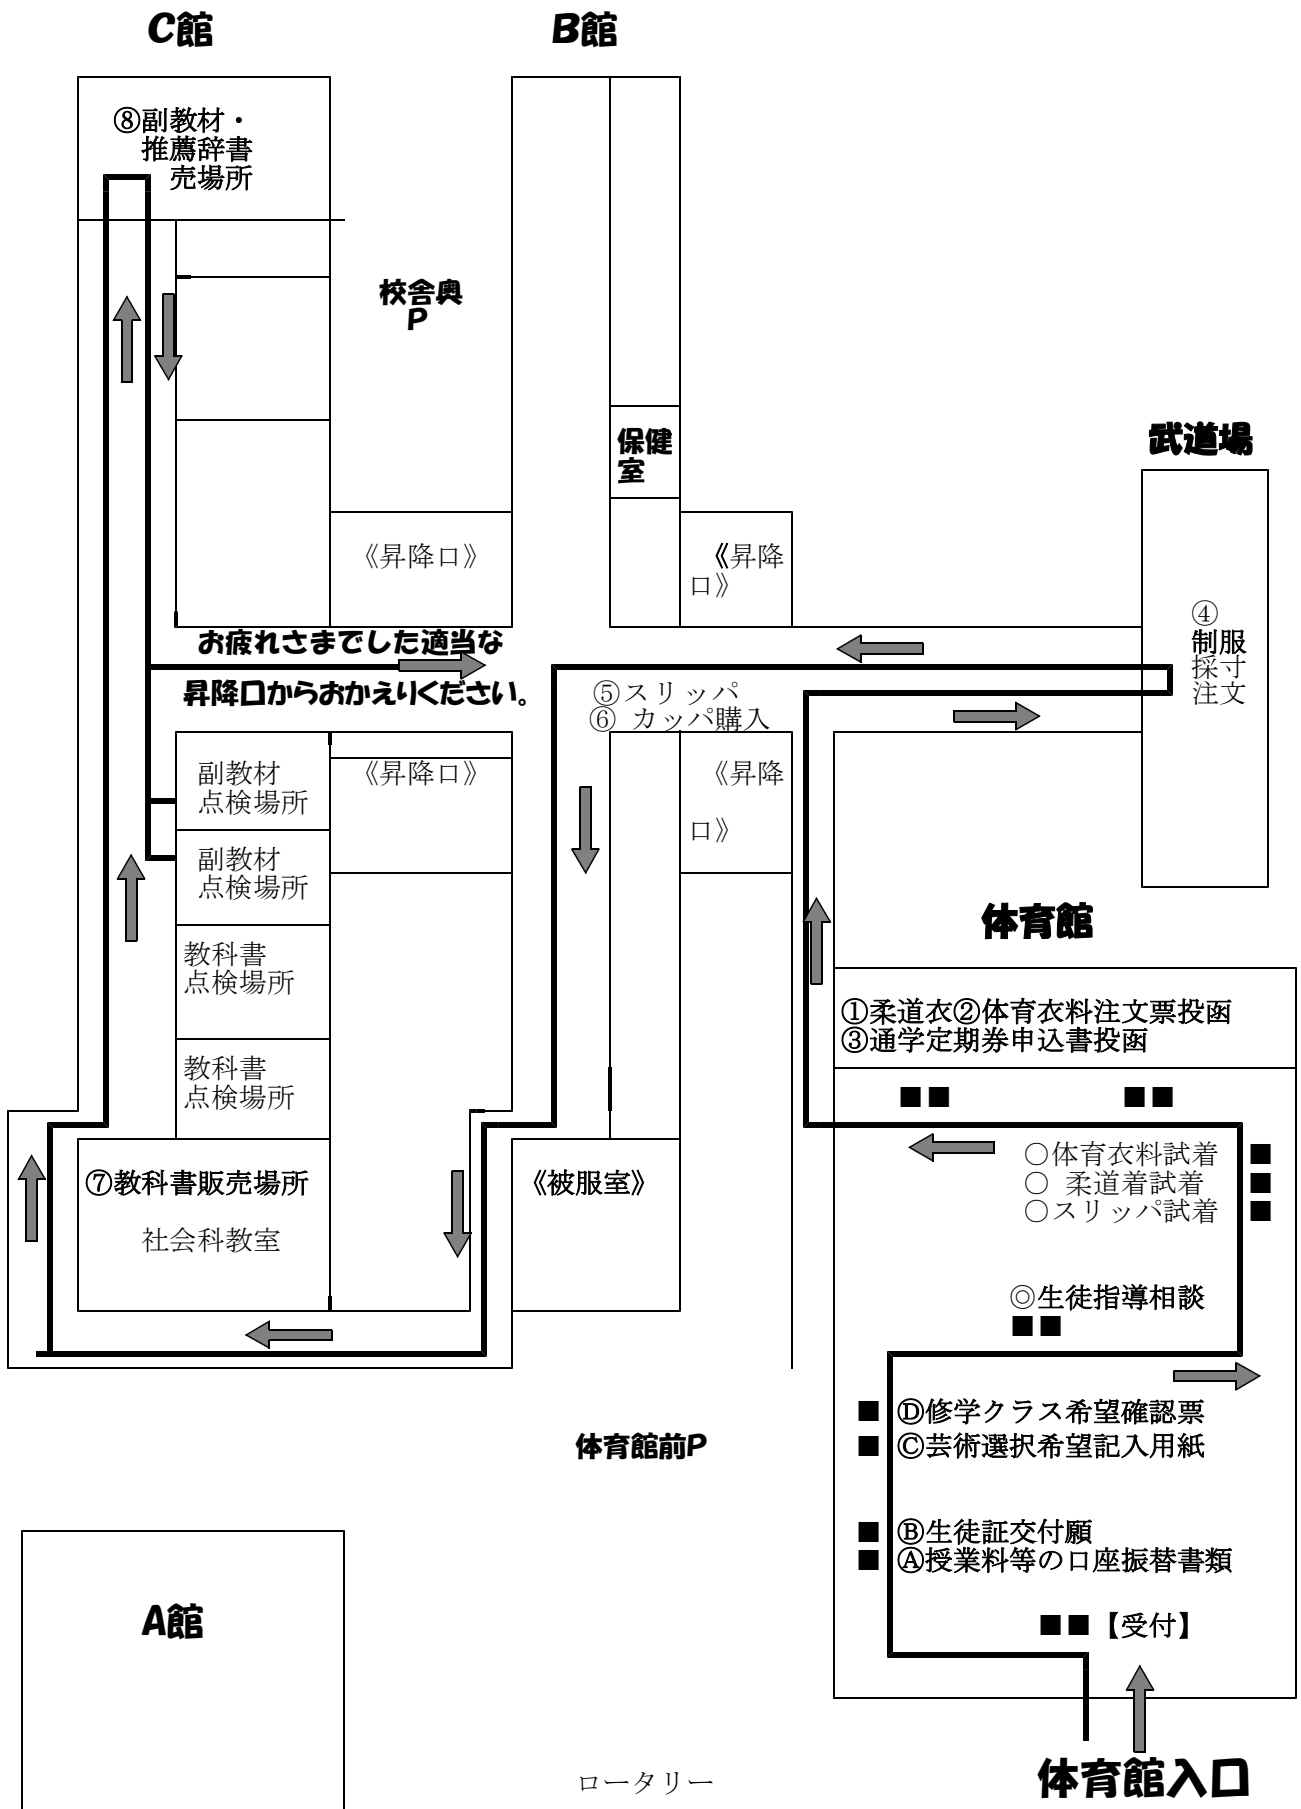 C館
B館
⑧副教材・
推薦辞書
売場所
校舎奥
P
保健
室
武道場
《昇降口》
《昇降
口》
④
制服
採寸
注文
お疲れさまでした適当な
昇降口からおかえりください。
⑤スリッパ
⑥ カッパ購入
副教材
点検場所
《昇降口》
《昇降
口》
副教材
点検場所
教科書
点検場所
教科書
点検場所
体育館
①柔道衣②体育衣料注文票投函
③通学定期券申込書投函
■■ ■■
○体育衣料試着 ■
○ 柔道着試着 ■
○スリッパ試着 ■
⑦教科書販売場所
社会科教室
《被服室》
◎生徒指導相談
■■
■ Ⓓ修学クラス希望確認票
■ Ⓒ芸術選択希望記入用紙
体育館前P
■ Ⓑ生徒証交付願
■ Ⓐ授業料等の口座振替書類
A館
■■【受付】
体育館入口
ロータリー